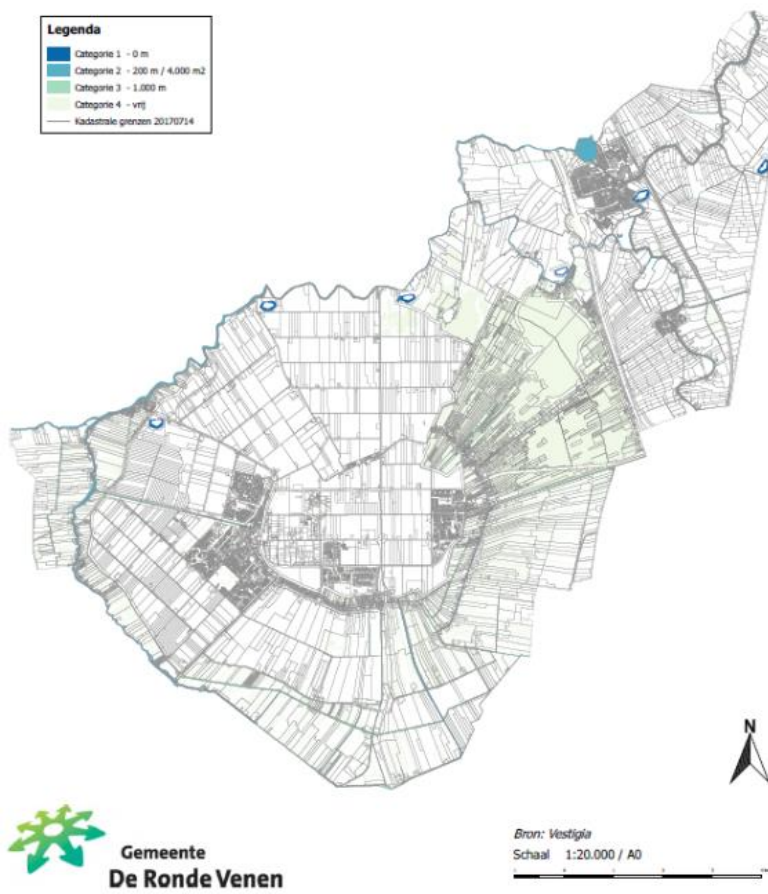 Legenda
Categorie 1 - 0 m
Categorie 2 - 200 m / 4.000 m2
Categorie 3 - 1.000 m
Categorie 4 - vrij
Kadastrale grenzen 20170714
N
Gemeente
De Ronde Venen
Bron: Vestigia
Schaal 1:20.000 / A0